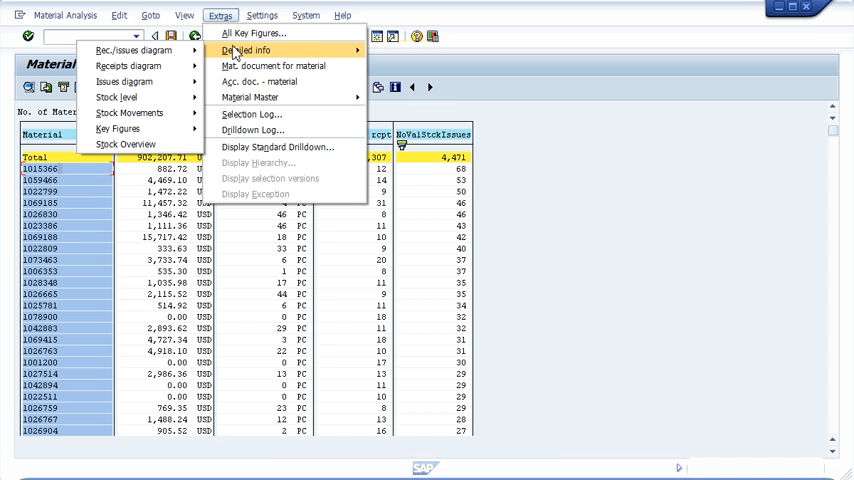 Material Analysis Edit Goto View Extras Settings System Help
All Key Figures...
Detailed info
Mat. document for material
Acc. doc. - material
Material Master
Selection Log...
Drilldown Log...
Display Standard Drilldown...
Display Hierarchy...
Display selection versions
Display Exception
Rec./issues diagram
Receipts diagram
Issues diagram
Stock level
Stock Movements
Key Figures
Stock Overview
Material
No. of Mater
Material rcpt NoValStckIssues
Total 902,207.71 USD ,307 4,471
1015366 882.72 12 68
1059466 4,469.10 14 53
1022799 1,472.22 9 50
1069185 11,457.32 USD 4 PC 31 46
1026830 1,346.42 USD 46 PC 11 46
1023386 1,111.36 USD 46 PC 11 43
1069188 15,717.42 USD 18 PC 10 42
1022809 333.63 USD 33 PC 9 40
1073463 3,733.74 USD 6 PC 20 37
1006353 535.30 USD 1 PC 8 37
1028348 1,035.98 USD 17 PC 11 35
1026665 2,115.52 USD 44 PC 9 35
1025781 514.92 USD 6 PC 11 34
1078900 0.00 USD 18 PC 18 32
1042883 2,893.62 USD 29 PC 11 32
1069415 4,727.34 USD 3 PC 18 31
1026763 4,918.10 USD 22 PC 10 31
1001200 0.00 USD 0 PC 17 30
1027514 2,986.36 USD 13 PC 13 29
1042894 0.00 USD 0 PC 11 29
1022511 0.00 USD 0 PC 10 29
1026759 769.35 USD 23 PC 8 29
1026767 1,488.24 USD 12 PC 13 28
1026904 905.52 USD 2 PC 16 27
SAP